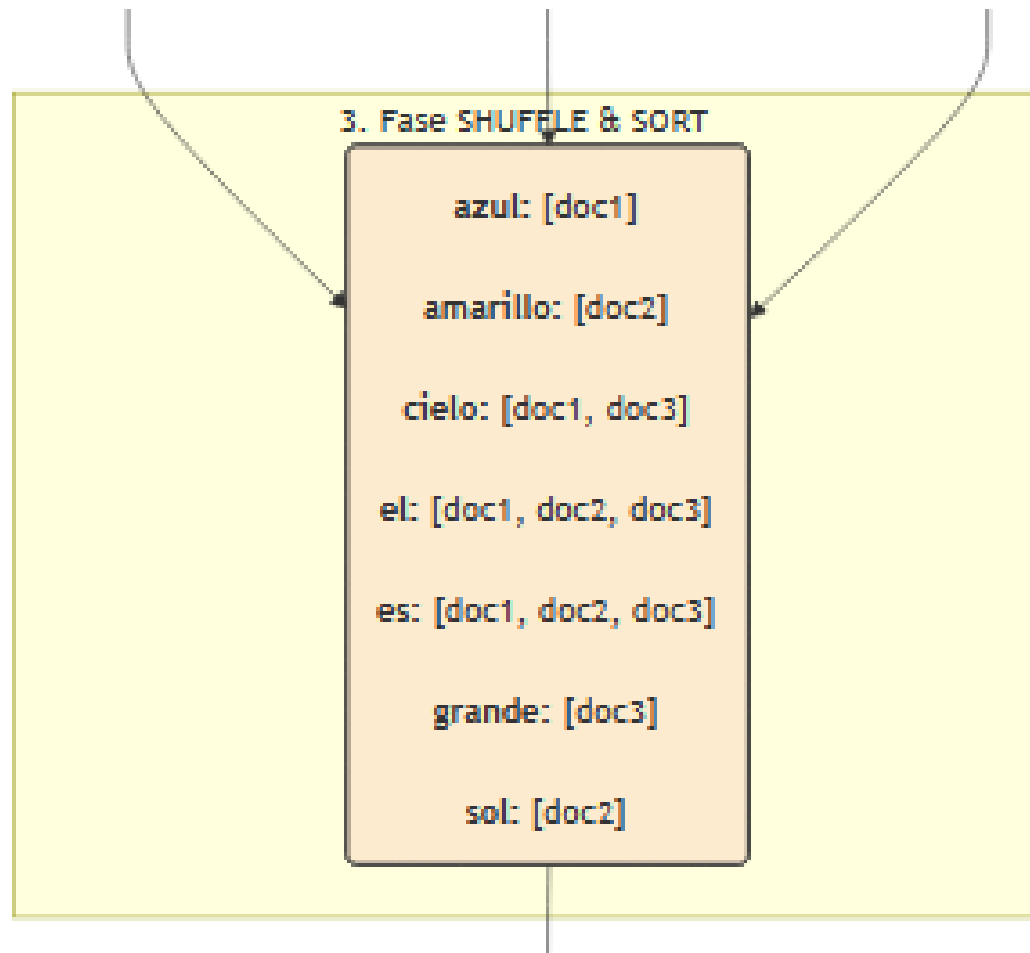 3. Fase SHUFFLE & SORT
azul: [doc1]
amarillo: [doc2]
cielo: [doc1, doc3]
el: [doc1, doc2, doc3]
es: [doc1, doc2, doc3]
grande: [doc3]
sol: [doc2]